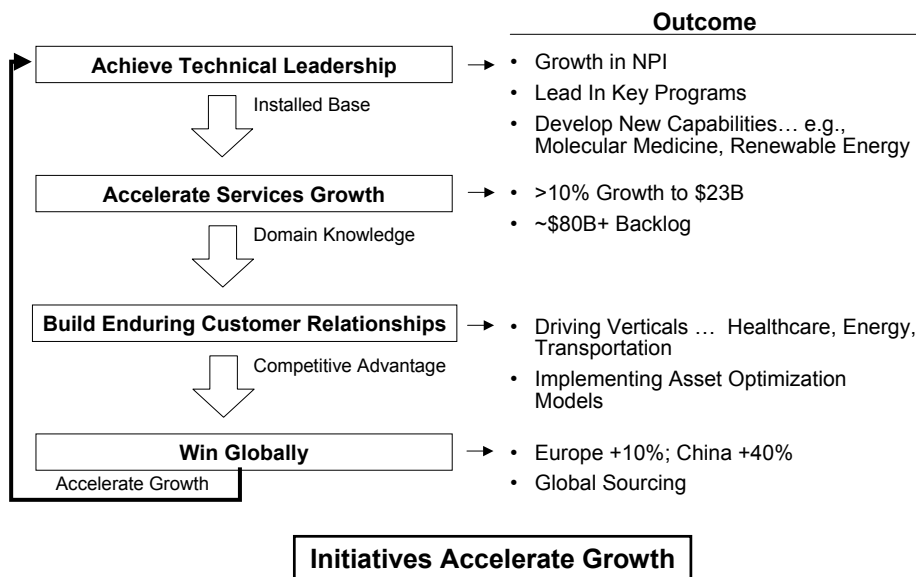 Outcome
Achieve Technical Leadership
• Growth in NPI
• Lead In Key Programs
• Develop New Capabilities… e.g.,
Molecular Medicine, Renewable Energy
Installed Base
Accelerate Services Growth
• >10% Growth to $23B
• ~$80B+ Backlog
Domain Knowledge
Build Enduring Customer Relationships
• Driving Verticals … Healthcare, Energy,
Transportation
• Implementing Asset Optimization
Models
Competitive Advantage
Win Globally
• Europe +10%; China +40%
• Global Sourcing
Accelerate Growth
Initiatives Accelerate Growth